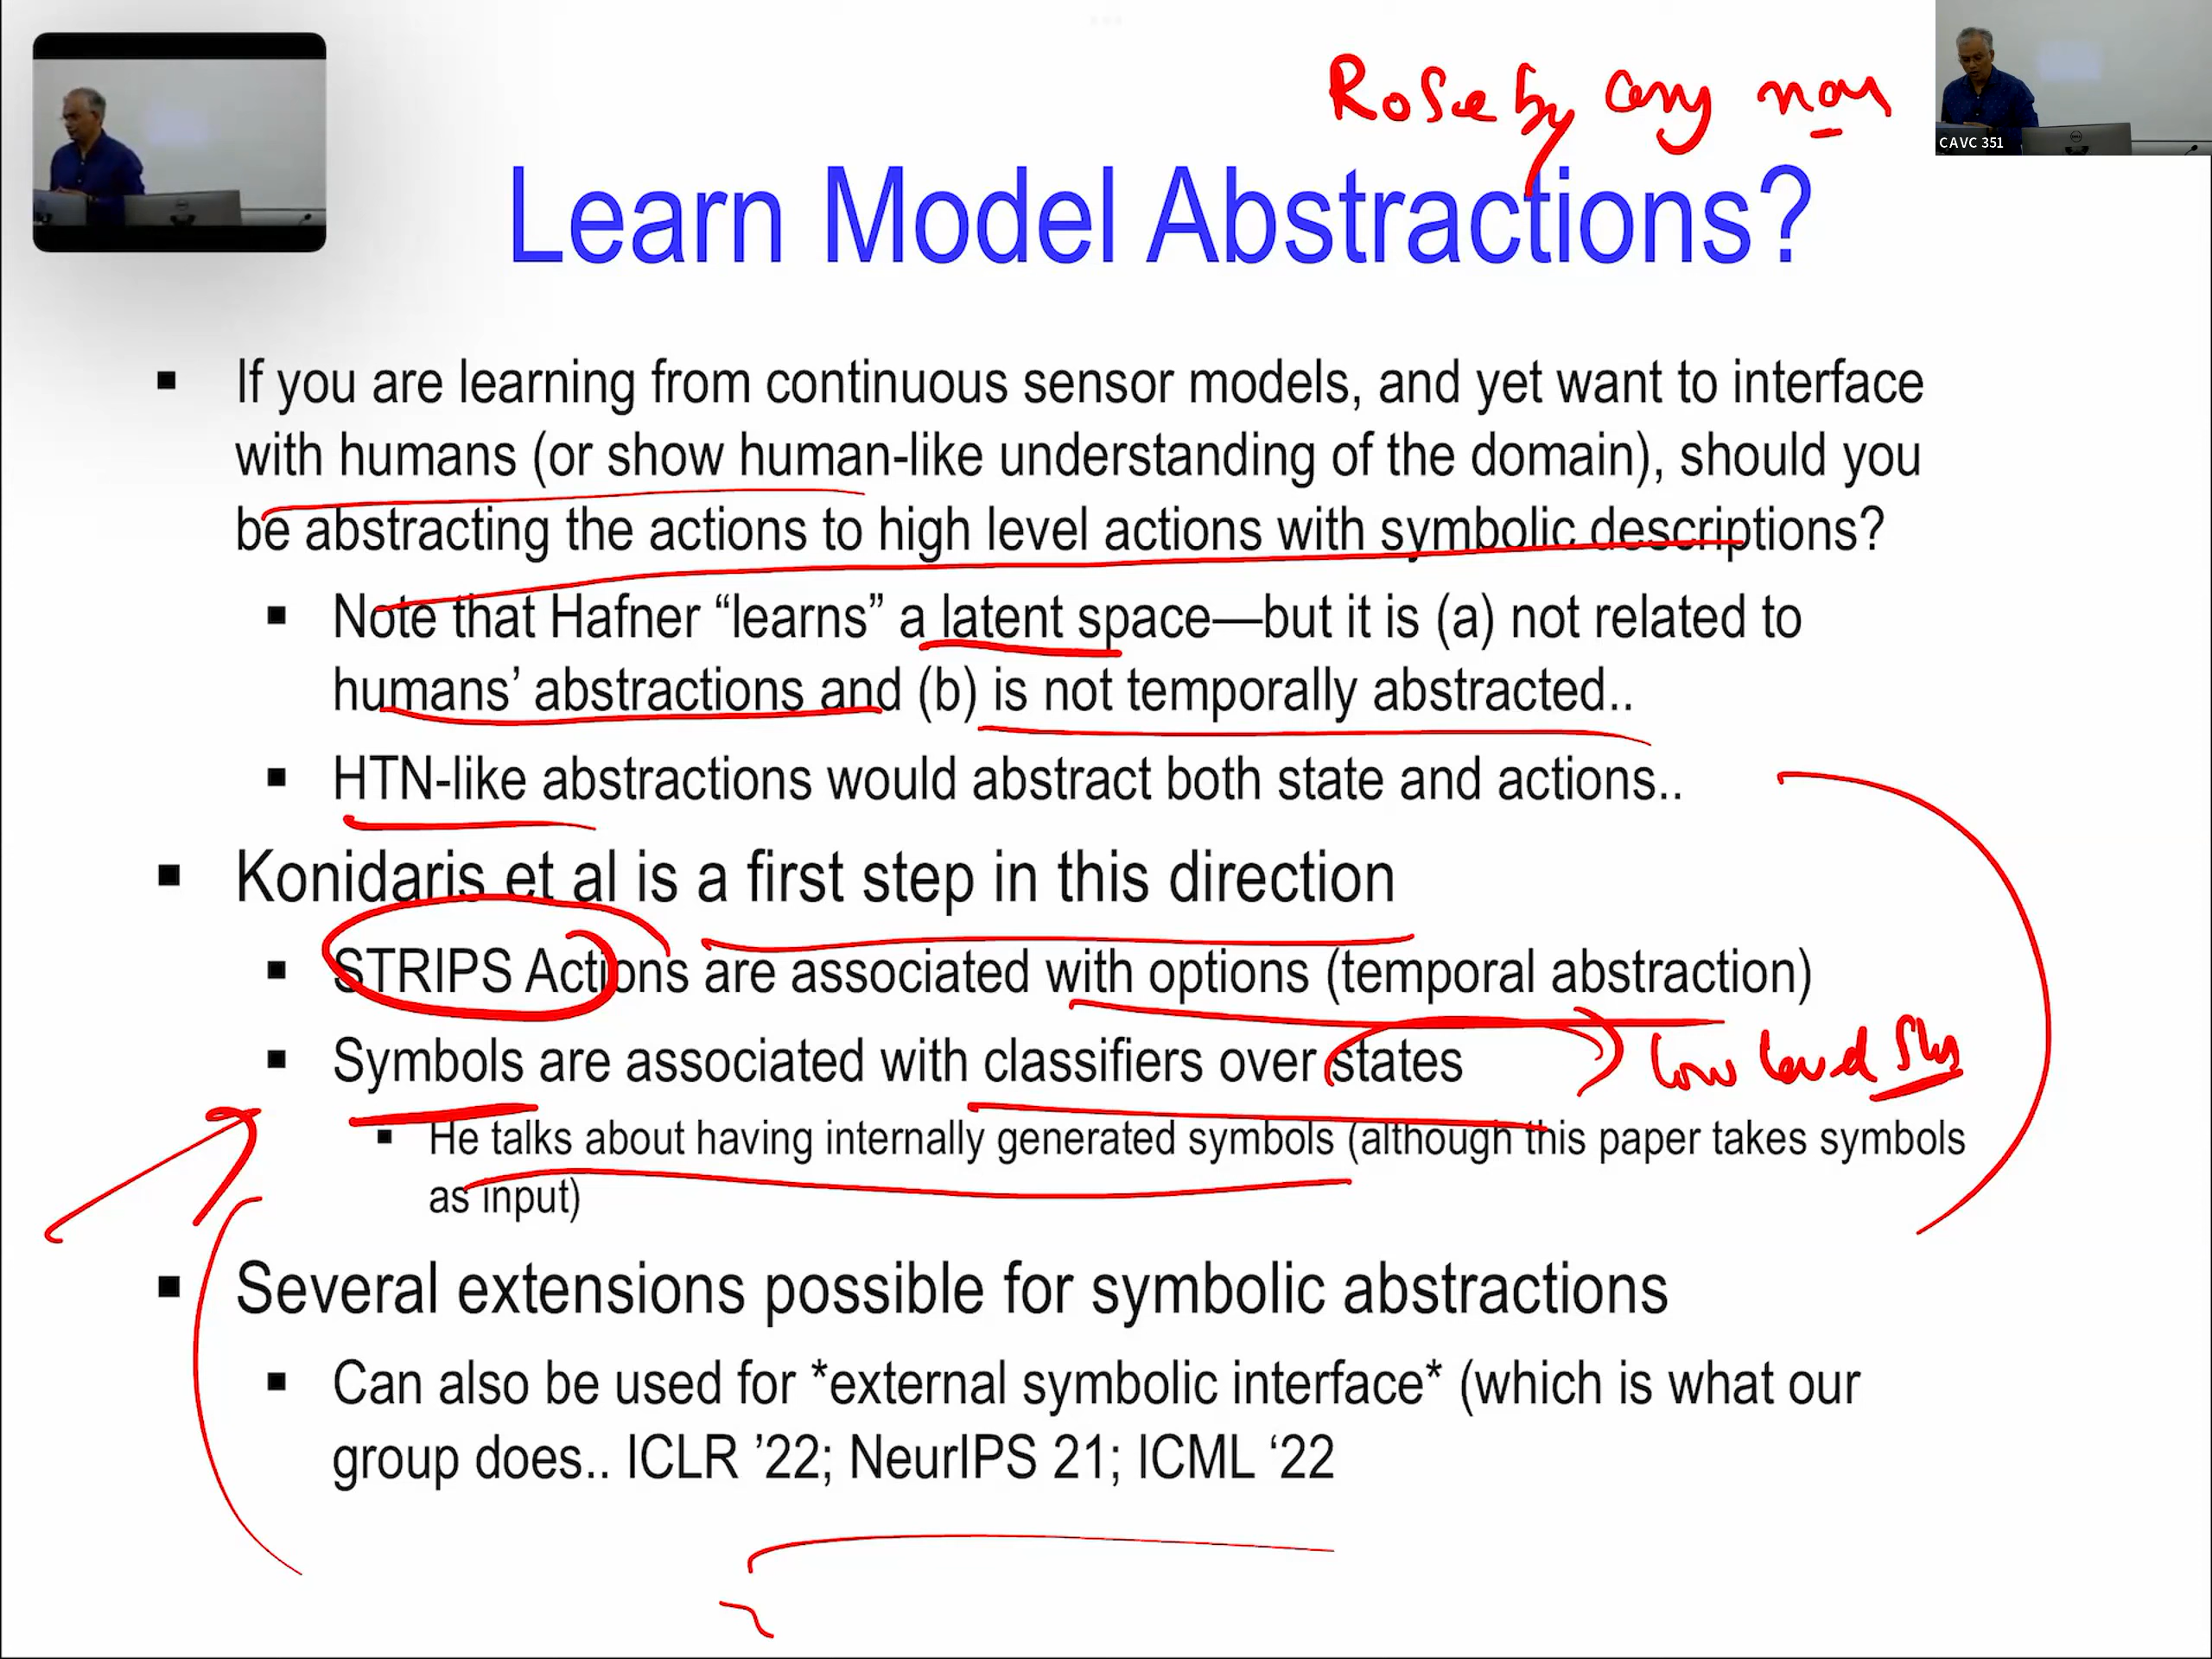 Rose by any nam
CAVC 351
Learn Model Abstractions?
▪ If you are learning from continuous sensor models, and yet want to interface
with humans (or show human-like understanding of the domain), should you
be abstracting the actions to high level actions with symbolic descriptions?
▪ Note that Hafner “learns” a latent space—but it is (a) not related to
humans’ abstractions and (b) is not temporally abstracted..
▪ HTN-like abstractions would abstract both state and actions..
▪ Konidaris et al is a first step in this direction
▪ STRIPS Actions are associated with options (temporal abstraction)
▪ Symbols are associated with classifiers over states low level
▪ He talks about having internally generated symbols (although this paper takes symbols
as input)
▪ Several extensions possible for symbolic abstractions
▪ Can also be used for *external symbolic interface* (which is what our
group does.. ICLR ’22; NeurIPS 21; ICML ‘22